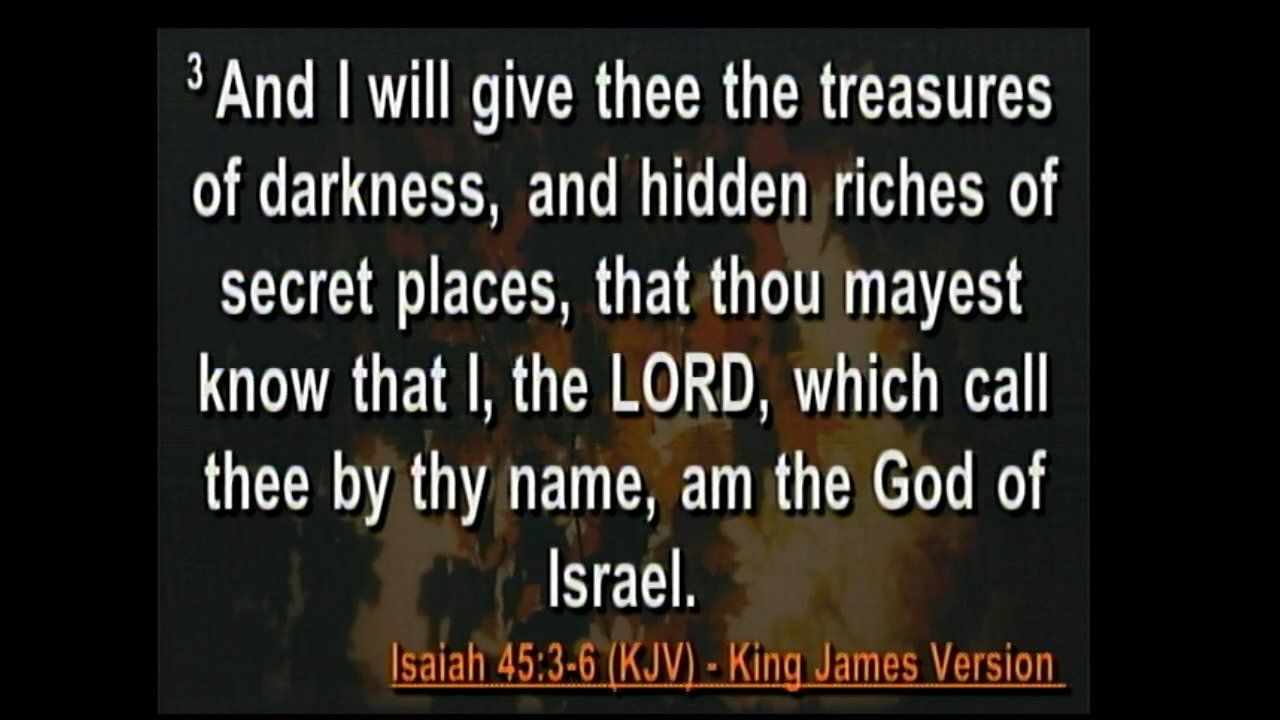 3 And I will give thee the treasures
of darkness, and hidden riches of
secret places, that thou mayest
know that I, the LORD, which call
thee by thy name, am the God of
Israel.
Isaiah 45:3-6 (KJV) - King James Version